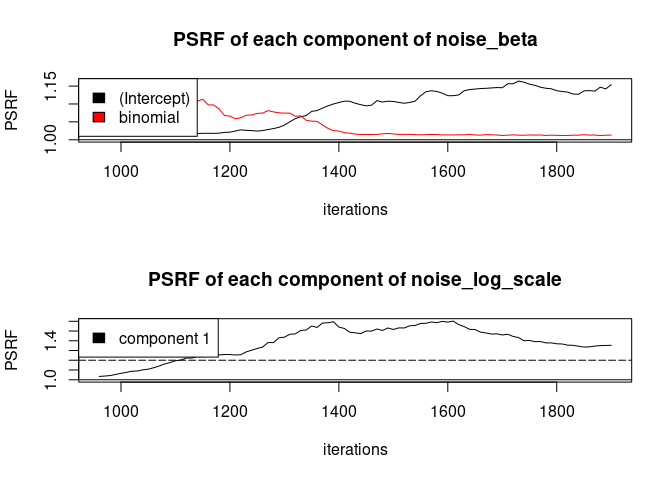 PSRF of each component of noise_beta
PSRF
1.15
1.00
(Intercept)
binomial
1000 1200 1400 1600 1800
iterations
PSRF of each component of noise_log_scale
PSRF
1.4
1.0
component 1
1000 1200 1400 1600 1800
iterations